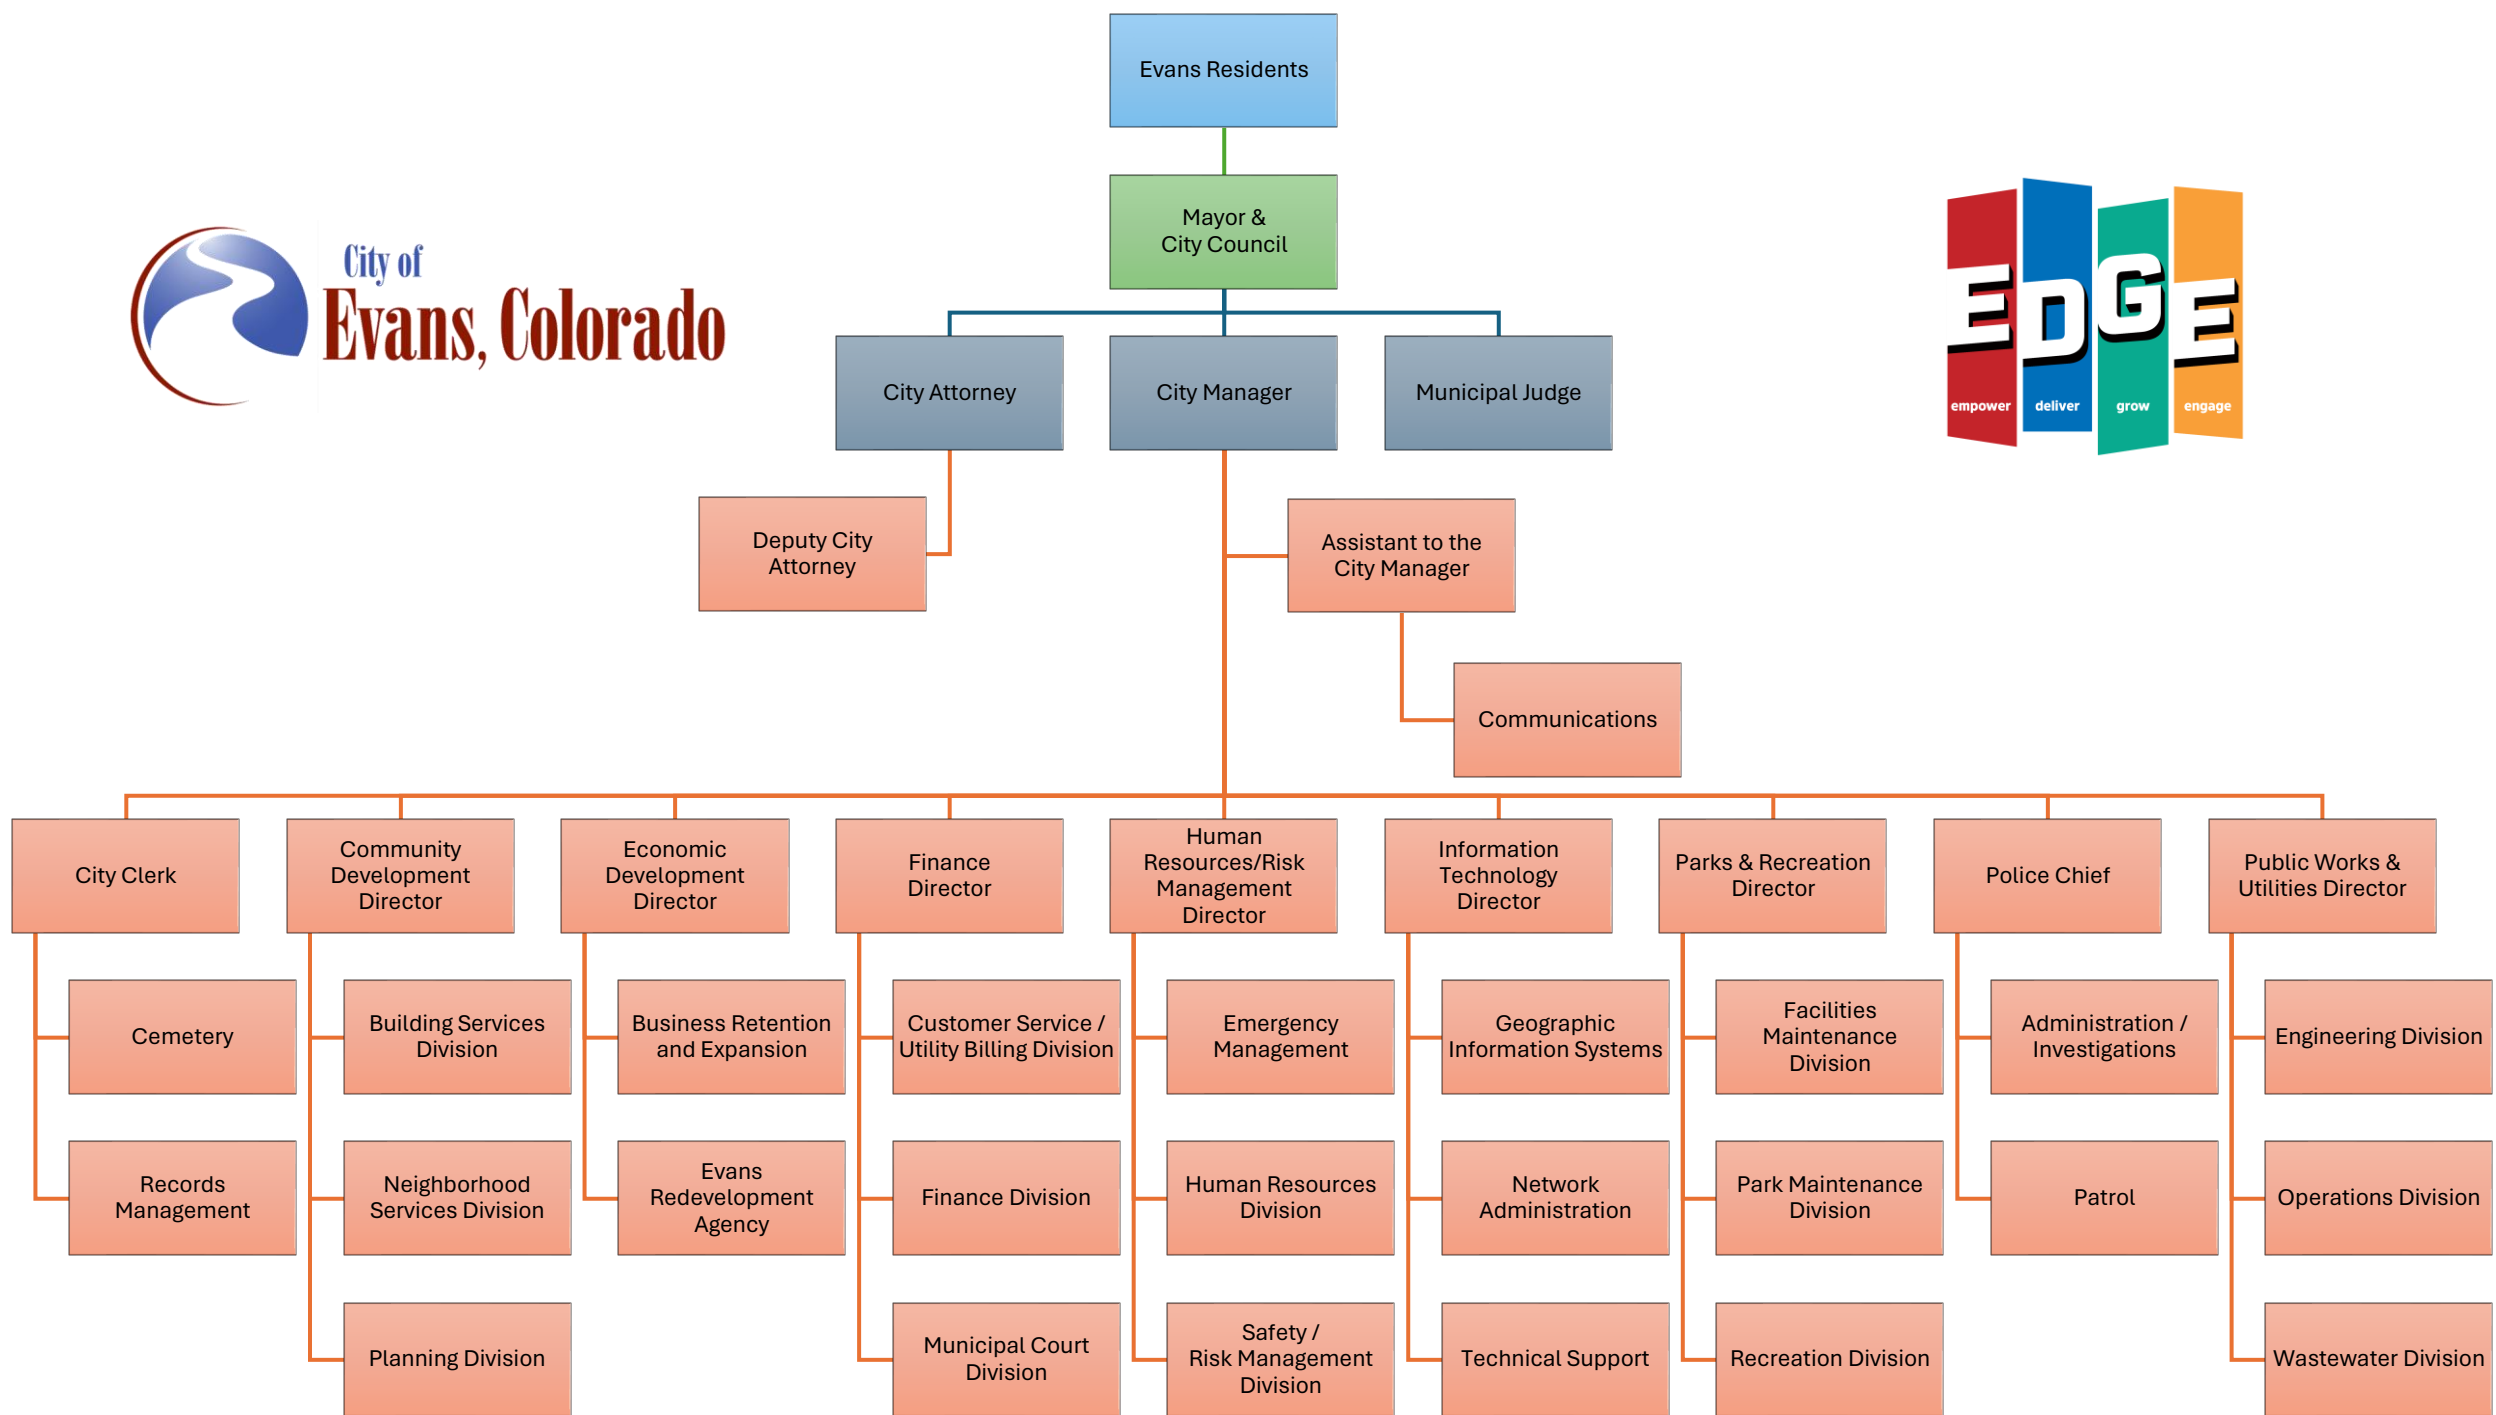 Evans Residents
Mayor &
City Council
City of
Evans, Colorado
EDGE
empower
deliver
grow
engage
City Attorney
City Manager
Municipal Judge
Deputy City
Attorney
Assistant to the
City Manager
Communications
City Clerk
Cemetery
Records
Management
Community
Development
Director
Building Services
Division
Neighborhood
Services Division
Planning Division
Economic
Development
Director
Business Retention
and Expansion
Evans
Redevelopment
Agency
Finance
Director
Customer Service /
Utility Billing Division
Finance Division
Municipal Court
Division
Human
Resources/Risk
Management
Director
Emergency
Management
Human Resources
Division
Safety /
Risk Management
Division
Information
Technology
Director
Geographic
Information Systems
Network
Administration
Technical Support
Parks & Recreation
Director
Facilities
Maintenance
Division
Park Maintenance
Division
Recreation Division
Police Chief
Administration /
Investigations
Patrol
Public Works &
Utilities Director
Engineering Division
Operations Division
Wastewater Division